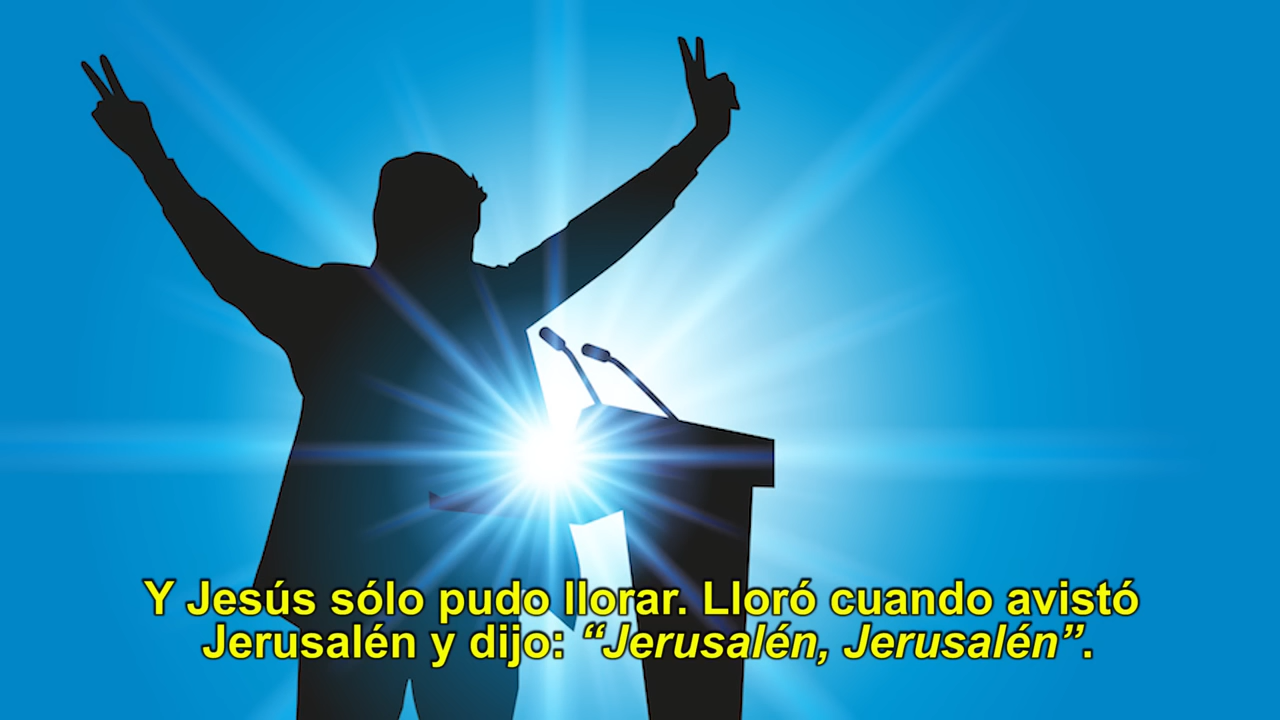 Y Jesús sólo pudo llorar. Lloró cuando avistó
Jerusalén y dijo: “Jerusalén, Jerusalén”.